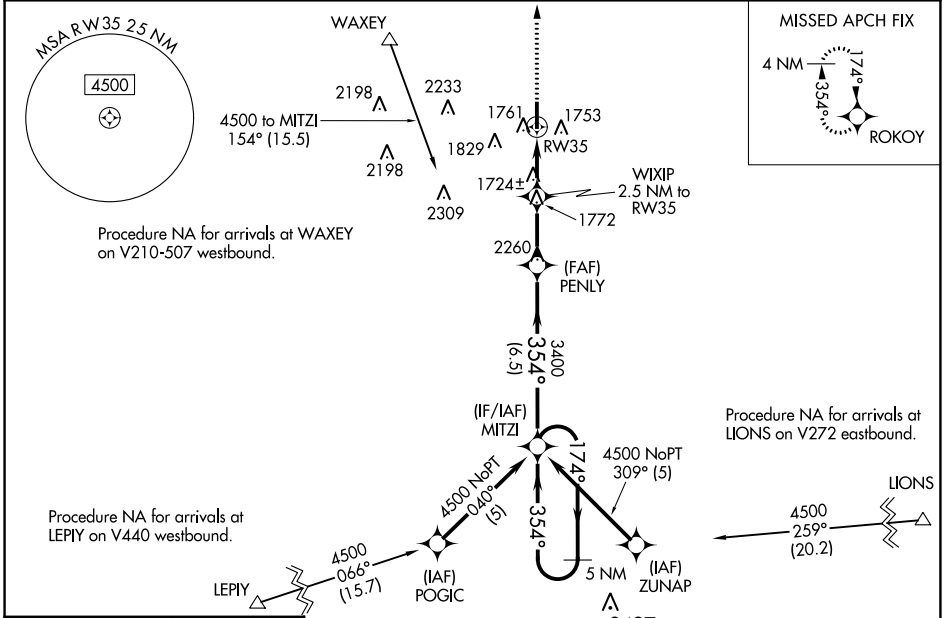 MSA RW35 25 NM
4500
WAXEY
4500 to MITZI
154° (15.5)
2198
2233
2198
2309
1829
1761
1753
RW35
1724±
WIXIP
2.5 NM to
RW35
1772
2260
(FAF)
PENLY
MISSED APCH FIX
4 NM
174°
354°
ROKOY
Procedure NA for arrivals at WAXEY
on V210-507 westbound.
3400
354°
(6.5)
(IF/IAF)
MITZI
174°
354°
5 NM
4500 NoPT
309° (5)
4500 NoPT
040°
(5)
Procedure NA for arrivals at
LIONS on V272 eastbound.
LIONS
4500
259°
(20.2)
Procedure NA for arrivals at
LEPIY on V440 westbound.
LEPIY
4500
066°
(15.7)
(IAF)
POGIC
(IAF)
ZUNAP